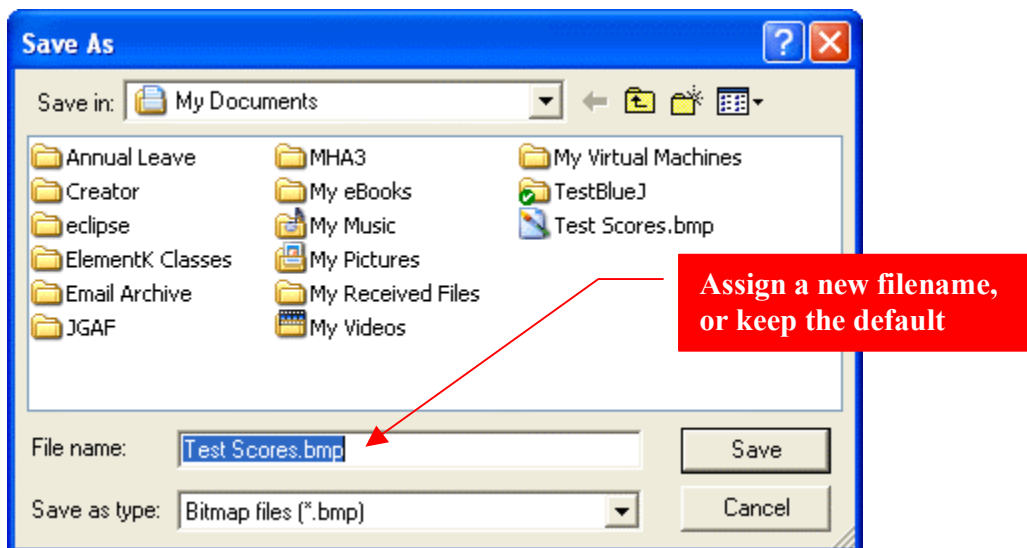 Save As
Save in: My Documents
Annual Leave
Creator
eclipse
ElementK Classes
Email Archive
JGAF
MHA3
My eBooks
My Music
My Pictures
My Received Files
My Videos
My Virtual Machines
TestBlueJ
Test Scores.bmp
Assign a new filename,
or keep the default
File name: Test Scores.bmp Save
Save as type: Bitmap files (*.bmp) Cancel